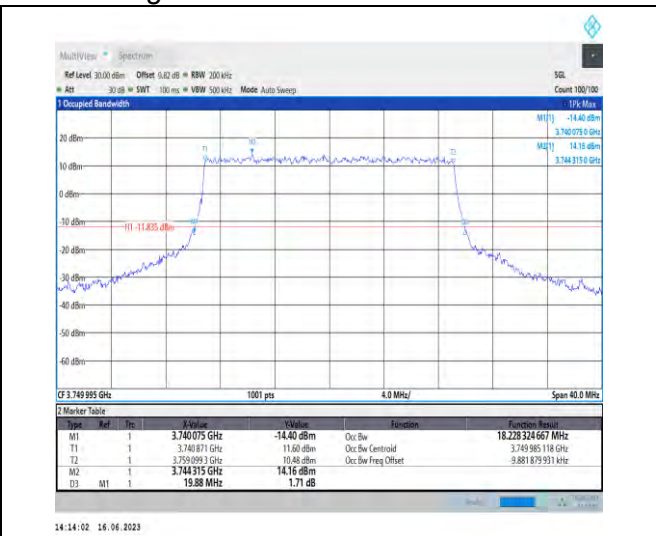 MultiView Spectrum
Ref Level 30.00 dBm Offset 9.82 dB RBW 200 kHz SGL
Att 30 dB SWT 100 ms VBW 500 kHz Mode Auto Sweep Count 100/100
1 Occupied Bandwidth 1Pk Max
M1[1] -14.40 dBm
3.740 075 0 GHz
M2[1] 14.16 dBm
3.744 315 0 GHz
20 dBm
T1 M2 T2
10 dBm
0 dBm
-10 dBm
H1 -11.835 dBm
-20 dBm
-30 dBm
-40 dBm
-50 dBm
-60 dBm
CF 3.749 995 GHz 1001 pts 4.0 MHz/ Span 40.0 MHz
2 Marker Table
Type Ref Trc X-Value Y-Value Function Function Result
M1 1 3.740 075 GHz -14.40 dBm Occ Bw 18.228 324 667 MHz
T1 1 3.740 871 GHz 11.60 dBm Occ Bw Centroid 3.749 985 118 GHz
T2 1 3.759 099 3 GHz 10.48 dBm Occ Bw Freq Offset -9.881 879 931 kHz
M2 1 3.744 315 GHz 14.16 dBm
D3 M1 1 19.88 MHz 1.71 dB
14:14:02 16.06.2023